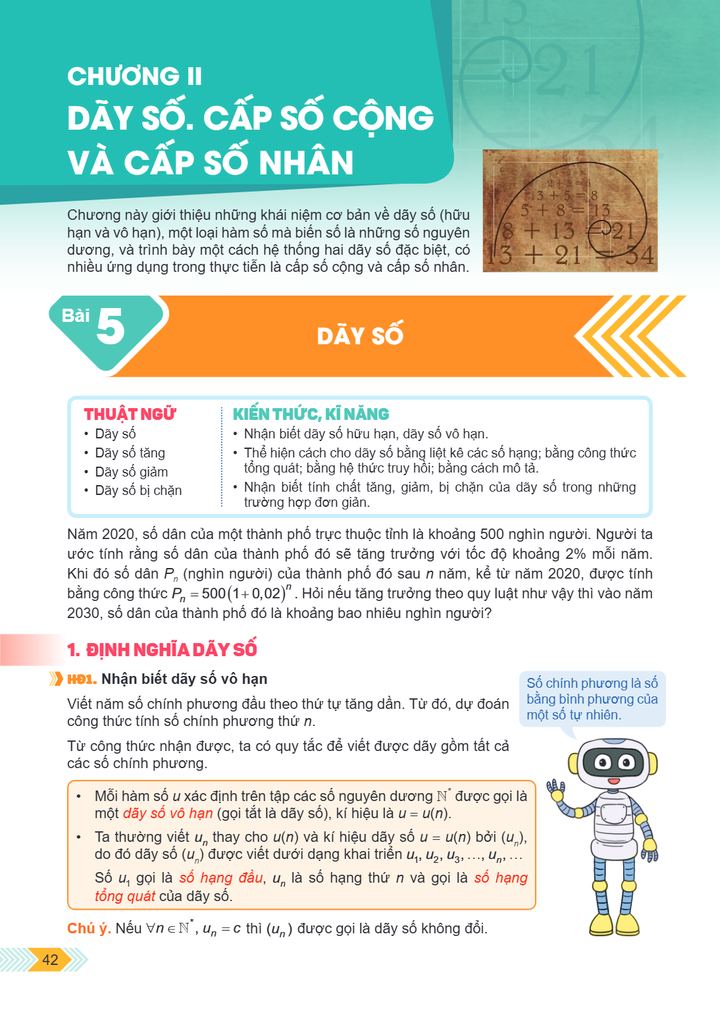 CHƯƠNG II
DÃY SỐ. CẤP SỐ CỘNG
VÀ CẤP SỐ NHÂN
Chương này giới thiệu những khái niệm cơ bản về dãy số (hữu
hạn và vô hạn), một loại hàm số mà biến số là những số nguyên
dương, và trình bày một cách hệ thống hai dãy số đặc biệt, có
nhiều ứng dụng trong thực tiễn là cấp số cộng và cấp số nhân.
13 + 5 = 8
5 + 8 = 13
8 + 13 = 21
13 + 21 = 34
Bài 5
DÃY SỐ
THUẬT NGỮ
• Dãy số
• Dãy số tăng
• Dãy số giảm
• Dãy số bị chặn
KIẾN THỨC, KĨ NĂNG
• Nhận biết dãy số hữu hạn, dãy số vô hạn.
• Thể hiện cách cho dãy số bằng liệt kê các số hạng; bằng công thức
tổng quát; bằng hệ thức truy hồi; bằng cách mô tả.
• Nhận biết tính chất tăng, giảm, bị chặn của dãy số trong những
trường hợp đơn giản.
Năm 2020, số dân của một thành phố trực thuộc tỉnh là khoảng 500 nghìn người. Người ta
ước tính rằng số dân của thành phố đó sẽ tăng trưởng với tốc độ khoảng 2% mỗi năm.
Khi đó số dân Pₙ (nghìn người) của thành phố đó sau n năm, kể từ năm 2020, được tính
bằng công thức Pₙ = 500(1+0,02)ⁿ. Hỏi nếu tăng trưởng theo quy luật như vậy thì vào năm
2030, số dân của thành phố đó là khoảng bao nhiêu nghìn người?
1. ĐỊNH NGHĨA DÃY SỐ
HĐ1. Nhận biết dãy số vô hạn
Viết năm số chính phương đầu theo thứ tự tăng dần. Từ đó, dự đoán
công thức tính số chính phương thứ n.
Từ công thức nhận được, ta có quy tắc để viết được dãy gồm tất cả
các số chính phương.
Số chính phương là số
bằng bình phương của
một số tự nhiên.
• Mỗi hàm số u xác định trên tập các số nguyên dương ℕ* được gọi là
một dãy số vô hạn (gọi tắt là dãy số), kí hiệu là u = u(n).
• Ta thường viết uₙ thay cho u(n) và kí hiệu dãy số u = u(n) bởi (uₙ),
do đó dãy số (uₙ) được viết dưới dạng khai triển u₁, u₂, u₃, …, uₙ, …
Số u₁ gọi là số hạng đầu, uₙ là số hạng thứ n và gọi là số hạng
tổng quát của dãy số.
Chú ý. Nếu ∀n ∈ ℕ*, uₙ = c thì (uₙ) được gọi là dãy số không đổi.
42